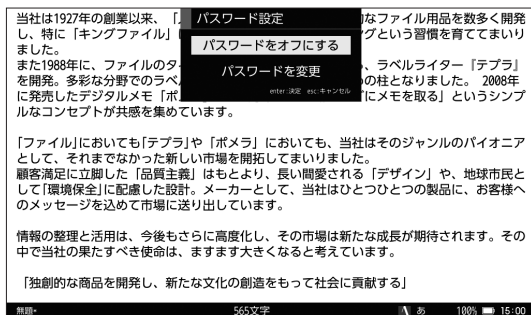 当社は1927年の創業以来、「
なファイル用品を数多く開発
し、特に「キングファイル」
グという習慣を育ててまいり
ました。
また1988年に、ファイルのタ
、ラベルライター『テプラ』
を開発。多彩な分野でのラベ
の柱となりました。 2008年
に発売したデジタルメモ「ポ
にメモを取る」というシンプ
ルなコンセプトが共感を集めています。
パスワード設定
パスワードをオフにする
パスワードを変更
enter:決定 esc:キャンセル
「ファイル」においても「テプラ」や「ポメラ」においても、当社はそのジャンルのパイオニア
として、それまでなかった新しい市場を開拓してまいりました。
顧客満足に立脚した「品質主義」はもとより、長い間愛される「デザイン」や、地球市民と
して「環境保全」に配慮した設計。メーカーとして、当社はひとつひとつの製品に、お客様へ
のメッセージを込めて市場に送り出しています。
情報の整理と活用は、今後もさらに高度化し、その市場は新たな成長が期待されます。その
中で当社の果たすべき使命は、ますます大きくなると考えています。
「独創的な商品を開発し、新たな文化の創造をもって社会に貢献する」
無題* 565文字 あ 100% 15:00